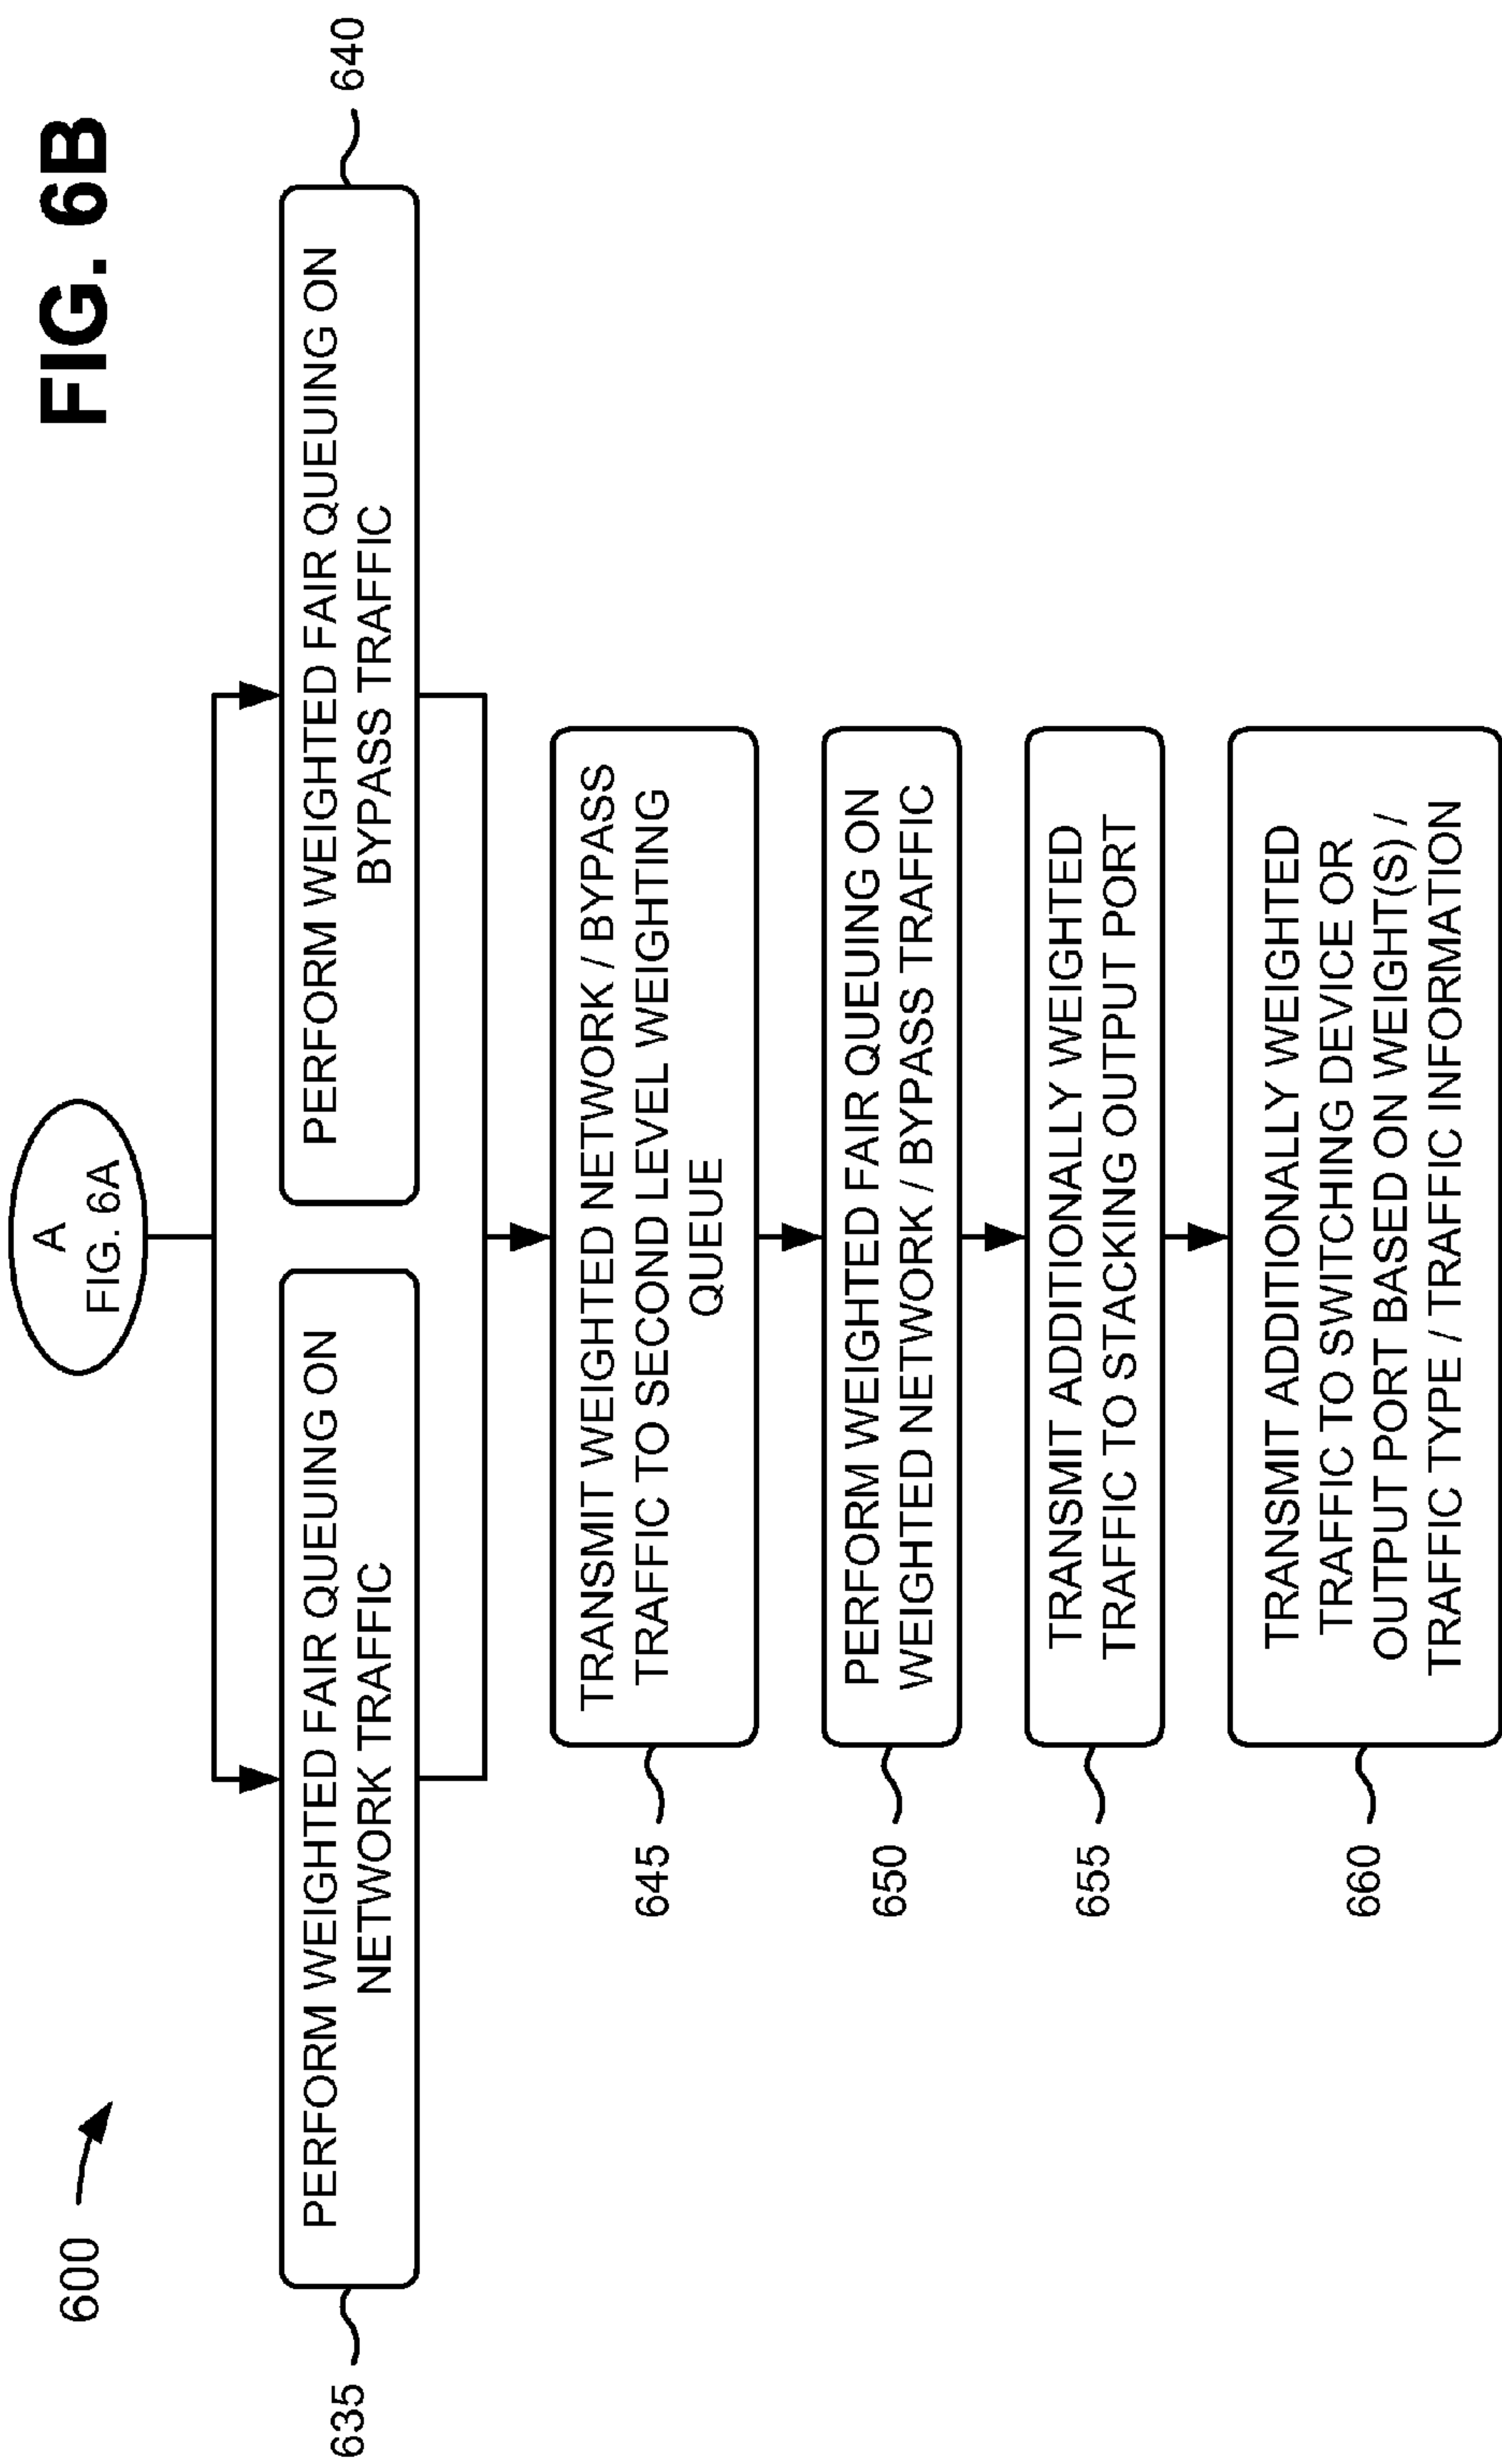 FIG. 6B
600
A
FIG. 6A
635
PERFORM WEIGHTED FAIR QUEUING ON
NETWORK TRAFFIC
PERFORM WEIGHTED FAIR QUEUING ON
BYPASS TRAFFIC
640
645
TRANSMIT WEIGHTED NETWORK / BYPASS
TRAFFIC TO SECOND LEVEL WEIGHTING
QUEUE
650
PERFORM WEIGHTED FAIR QUEUING ON
WEIGHTED NETWORK / BYPASS TRAFFIC
655
TRANSMIT ADDITIONALLY WEIGHTED
TRAFFIC TO STACKING OUTPUT PORT
660
TRANSMIT ADDITIONALLY WEIGHTED
TRAFFIC TO SWITCHING DEVICE OR
OUTPUT PORT BASED ON WEIGHT(S) /
TRAFFIC TYPE / TRAFFIC INFORMATION